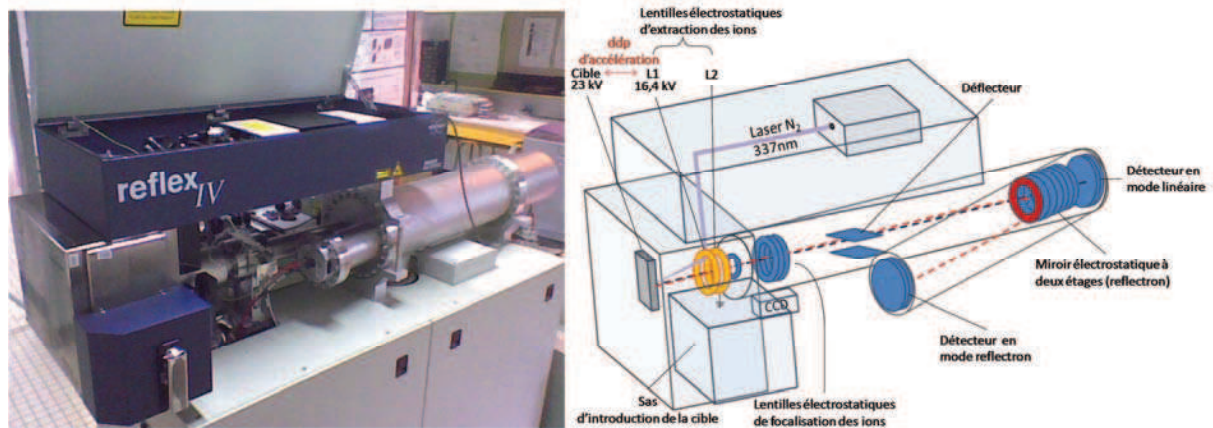 reflex IV
Lentilles électrostatiques
d'extraction des ions
ddp
d'accélération
Cible
23 kV
L1
16,4 kV
L2
Déflecteur
Laser N₂
337nm
Détecteur en
mode linéaire
Miroir électrostatique à
deux étages (reflectron)
CCD
Détecteur en
mode reflectron
Sas
d'introduction de la cible
Lentilles électrostatiques
de focalisation des ions